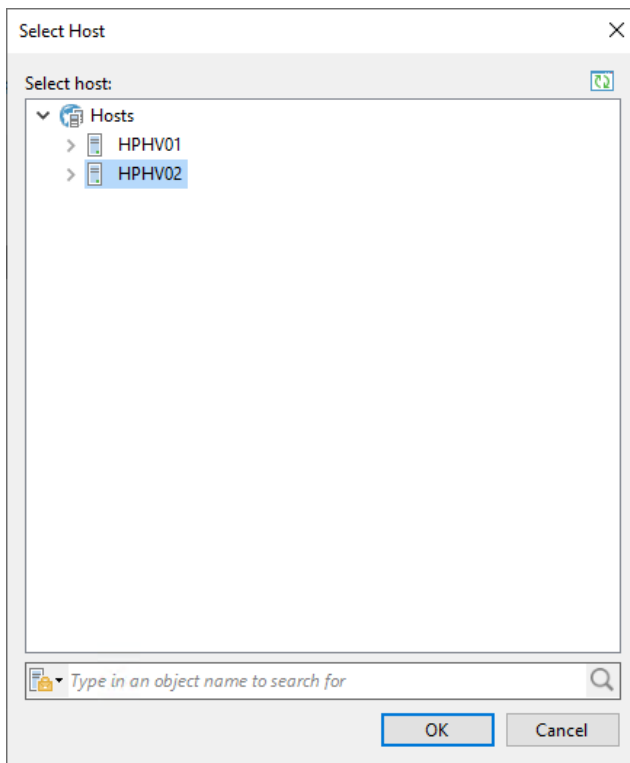 Select Host
Select host:
Hosts
HPHV01
HPHV02
Type in an object name to search for
OK Cancel